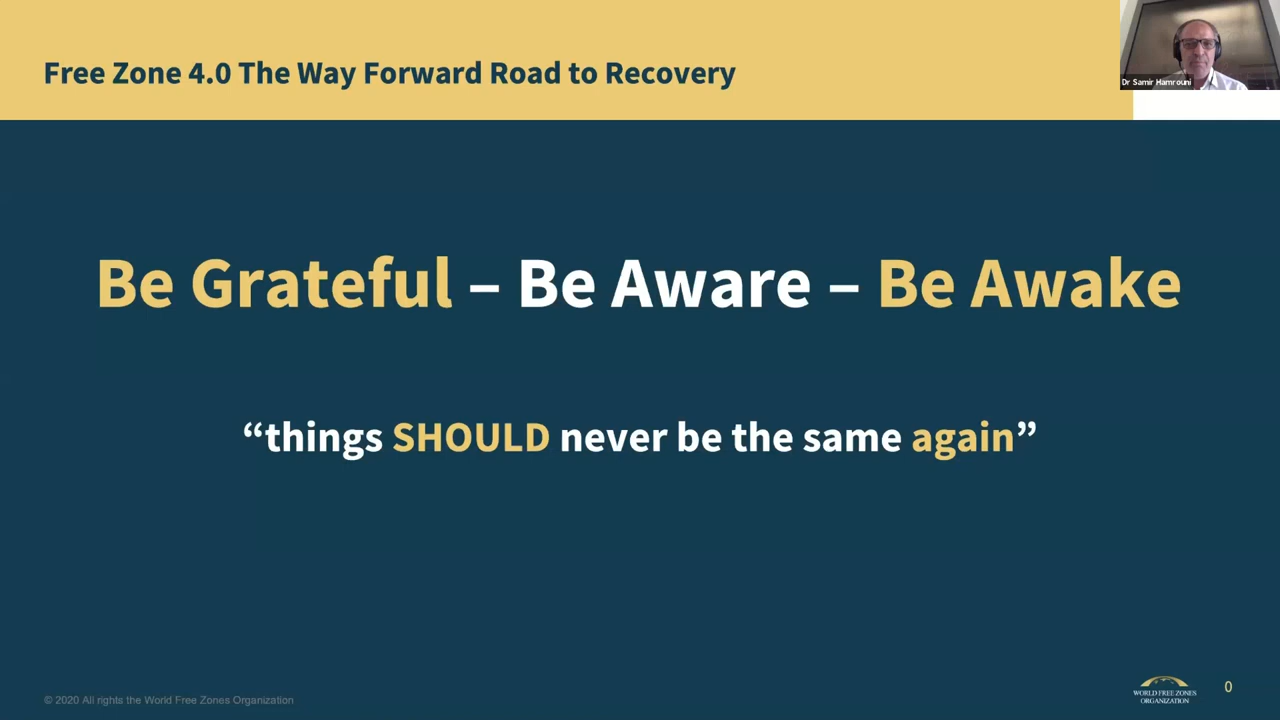 Free Zone 4.0 The Way Forward Road to Recovery
Dr Samir Hamrouni
Be Grateful – Be Aware – Be Awake
“things SHOULD never be the same again”
© 2020 All rights the World Free Zones Organization
WORLD FREE ZONES
ORGANIZATION
0